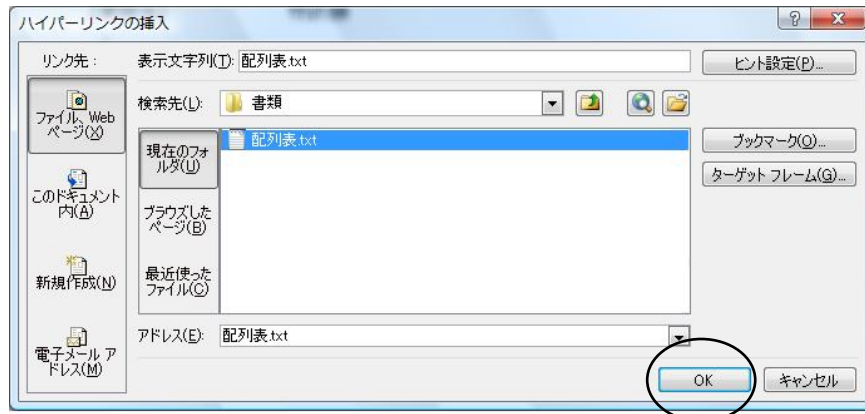 ハイパーリンクの挿入
リンク先：
表示文字列(T): 配列表.txt
ヒント設定(P)...
検索先(L): 書類
ファイル、Web
ページ(X)
現在のフォ
ルダ(U)
配列表.txt
ブックマーク(O)...
ターゲット フレーム(G)...
このドキュメント
内(A)
ブラウズした
ページ(B)
新規作成(N)
最近使った
ファイル(C)
アドレス(E): 配列表.txt
電子メール ア
ドレス(M)
OK
キャンセル